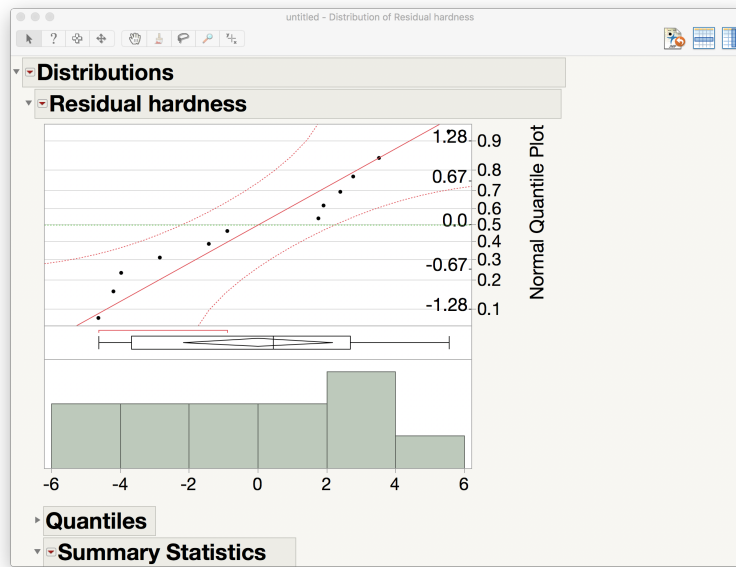 untitled - Distribution of Residual hardness
?
Distributions
Residual hardness
1.28 0.9
0.8
0.67 0.7
0.6
0.0 0.5
0.4
-0.67 0.3
0.2
-1.28 0.1
Normal Quantile Plot
-6 -4 -2 0 2 4 6
Quantiles
Summary Statistics